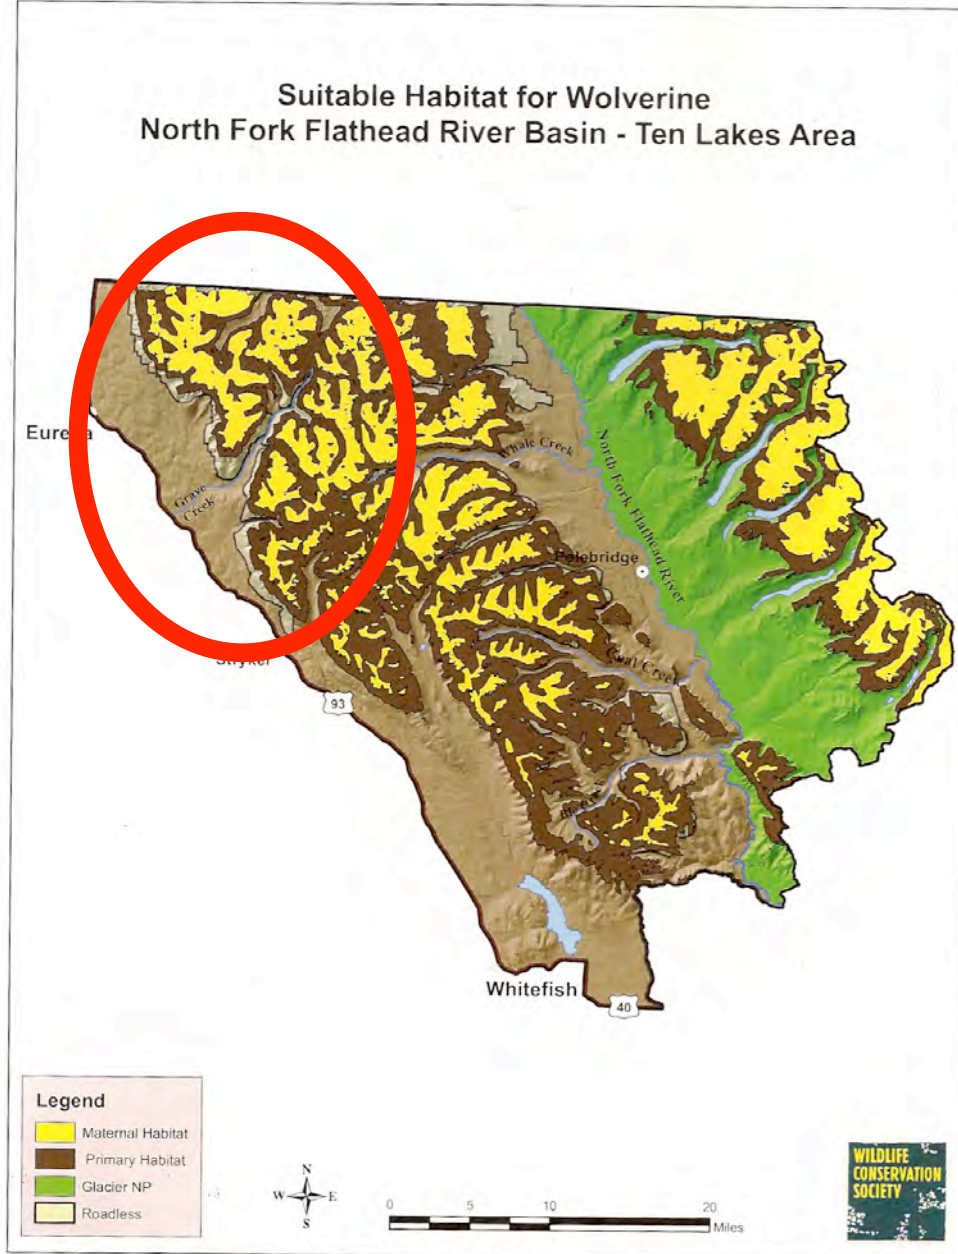 Suitable Habitat for Wolverine
North Fork Flathead River Basin - Ten Lakes Area
Eureka
Grave
Creek
Whale Creek
North Fork Flathead River
Polebridge
Coal Creek
Stryker
93
Whitefish
40
Legend
Maternal Habitat
Primary Habitat
Glacier NP
Roadless
N
W
E
S
0
10
20
5
Miles
WILDLIFE
CONSERVATION
SOCIETY